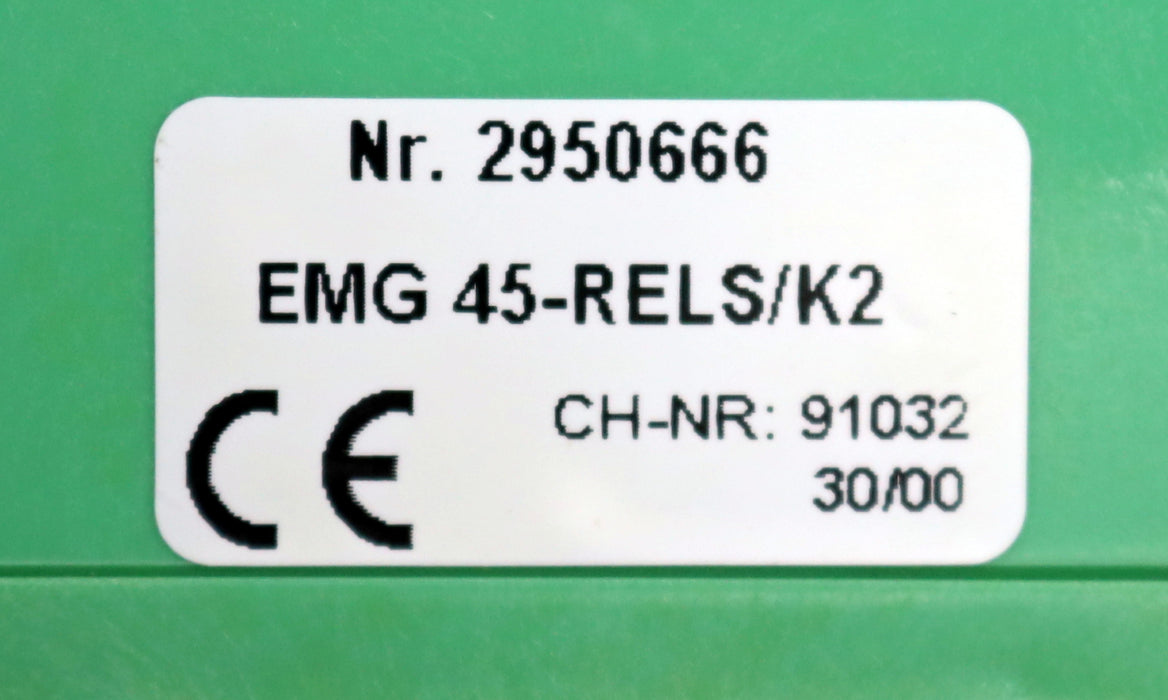 Nr. 2950666
EMG 45-RELS/K2
CE
CH-NR: 91032
30/00